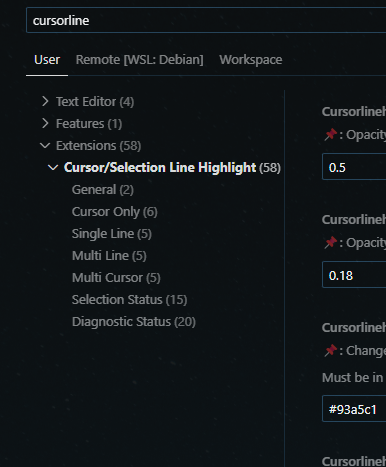 cursorline
User Remote [WSL: Debian] Workspace
Text Editor (4)
Features (1)
Extensions (58)
Cursor/Selection Line Highlight (58)
General (2)
Cursor Only (6)
Single Line (5)
Multi Line (5)
Multi Cursor (5)
Selection Status (15)
Diagnostic Status (20)
Cursorlineh
: Opacity
0.5
Cursorlineh
: Opacity
0.18
Cursorlineh
: Change
Must be in
#93a5c1
Cursorlineh